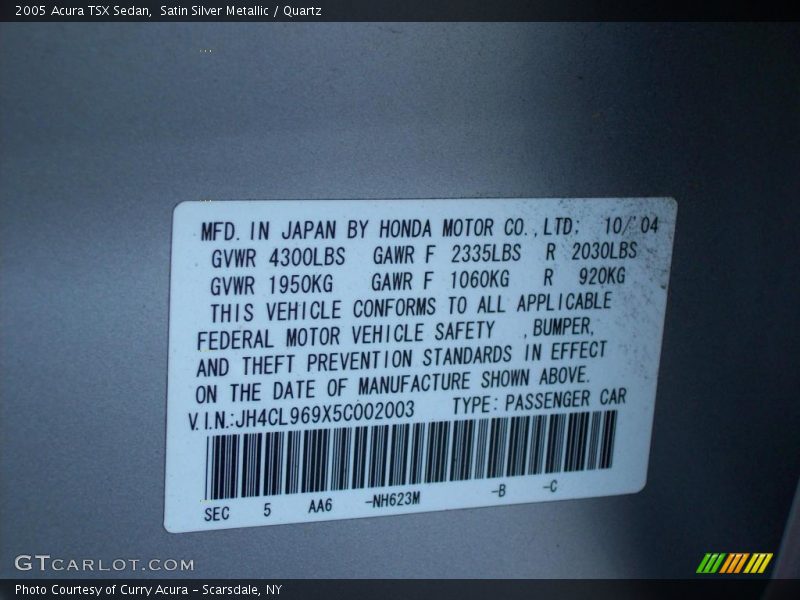 2005 Acura TSX Sedan, Satin Silver Metallic / Quartz
MFD. IN JAPAN BY HONDA MOTOR CO.,LTD: 10/'04
GVWR 4300LBS GAWR F 2335LBS R 2030LBS
GVWR 1950KG GAWR F 1060KG R 920KG
THIS VEHICLE CONFORMS TO ALL APPLICABLE
FEDERAL MOTOR VEHICLE SAFETY ,BUMPER,
AND THEFT PREVENTION STANDARDS IN EFFECT
ON THE DATE OF MANUFACTURE SHOWN ABOVE.
V.I.N.:JH4CL969X5C002003 TYPE:PASSENGER CAR
SEC 5 AA6 -NH623M -B -C
GTCARLOT.COM
Photo Courtesy of Curry Acura - Scarsdale, NY